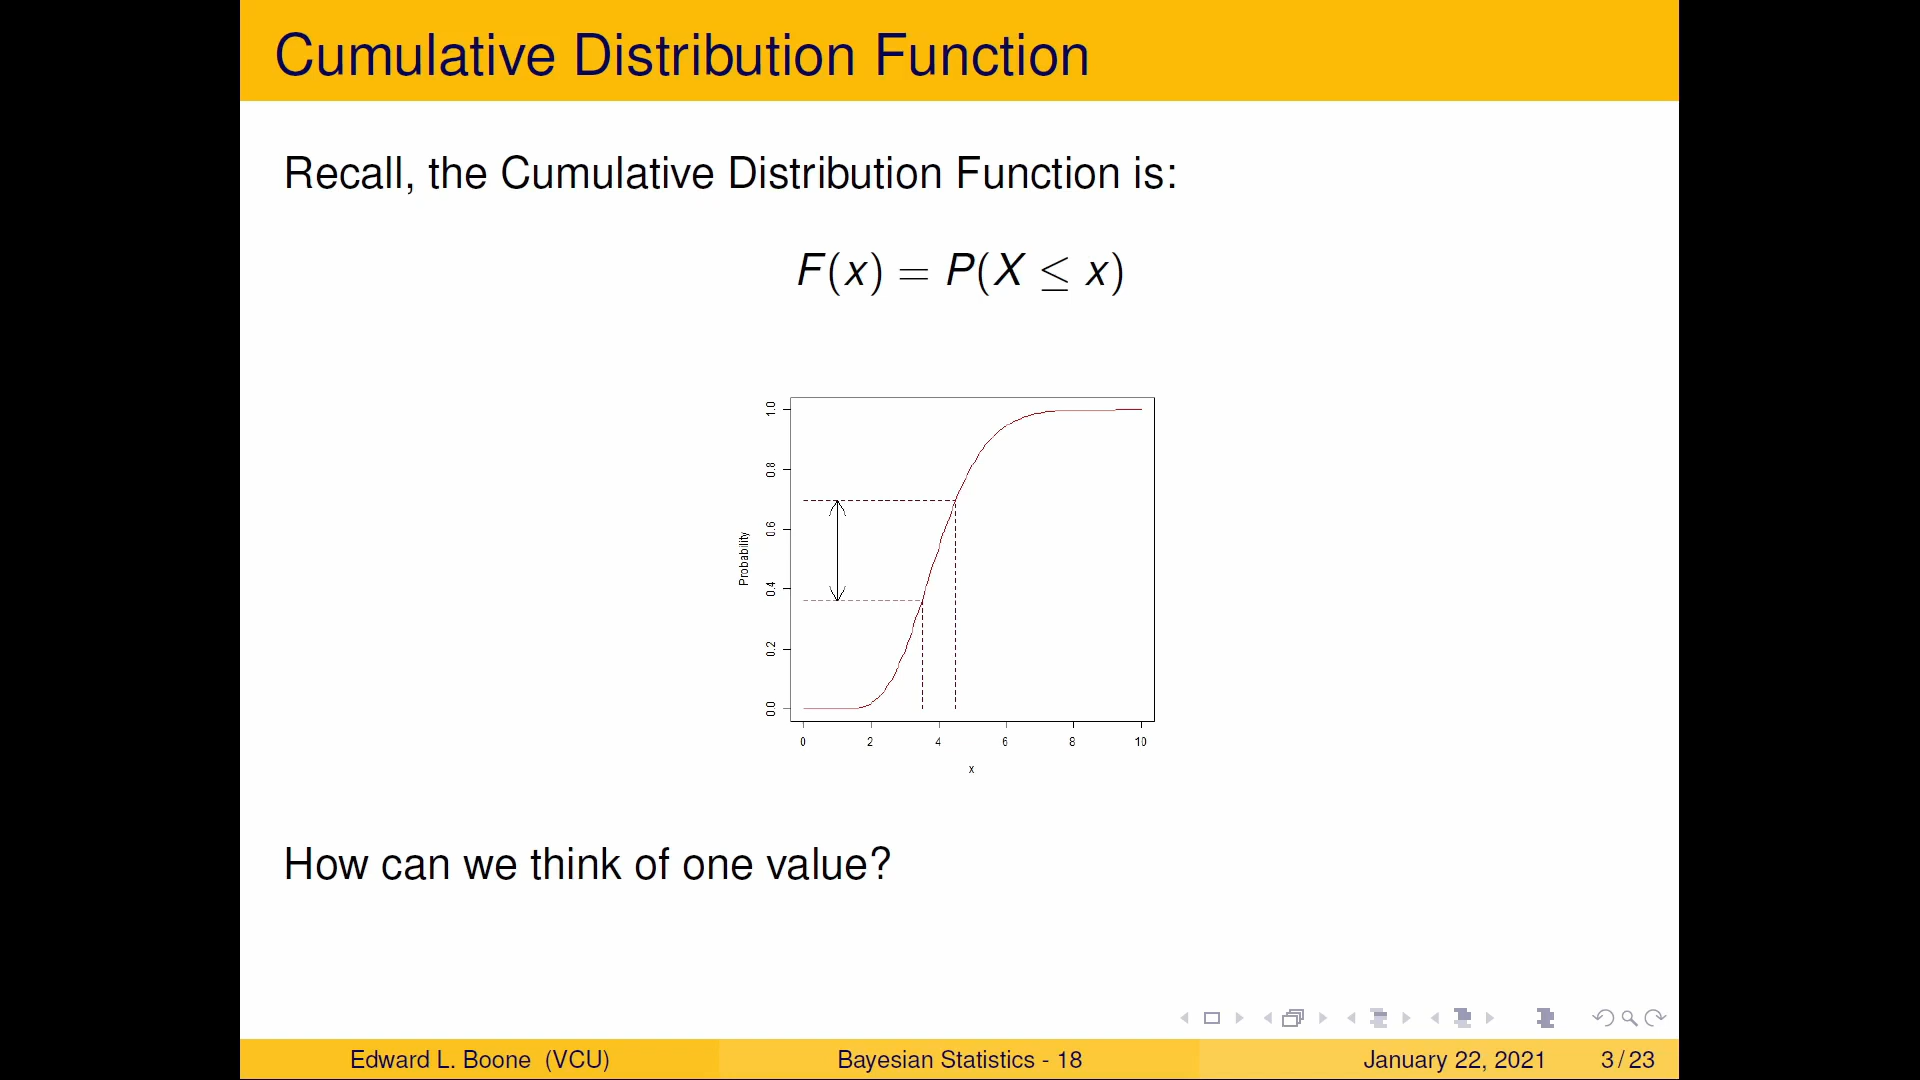 Cumulative Distribution Function
Recall, the Cumulative Distribution Function is:
F(x) = P(X ≤ x)
1.0
0.8
0.6
0.4
0.2
0.0
Probability
0 2 4 6 8 10
x
How can we think of one value?
Edward L. Boone (VCU) Bayesian Statistics - 18 January 22, 2021 3 / 23